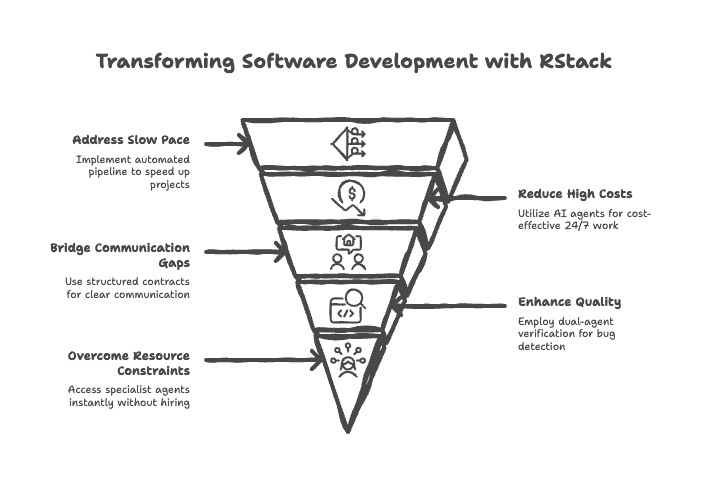 Transforming Software Development with RStack
Address Slow Pace
Implement automated
pipeline to speed up
projects
$
Reduce High Costs
Utilize AI agents for cost-
effective 24/7 work
Bridge Communication
Gaps
Use structured contracts
for clear communication
</>
Enhance Quality
Employ dual-agent
verification for bug
detection
Overcome Resource
Constraints
Access specialist agents
instantly without hiring